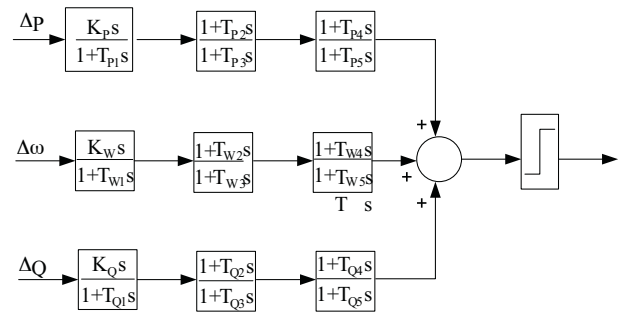 ΔP
K_P s
1+T_P1 s
1+T_P2 s
1+T_P3 s
1+T_P4 s
1+T_P5 s
+
Δω
K_W s
1+T_W1 s
1+T_W2 s
1+T_W3 s
1+T_W4 s
1+T_W5 s
T s
+
+
ΔQ
K_Q s
1+T_Q1 s
1+T_Q2 s
1+T_Q3 s
1+T_Q4 s
1+T_Q5 s